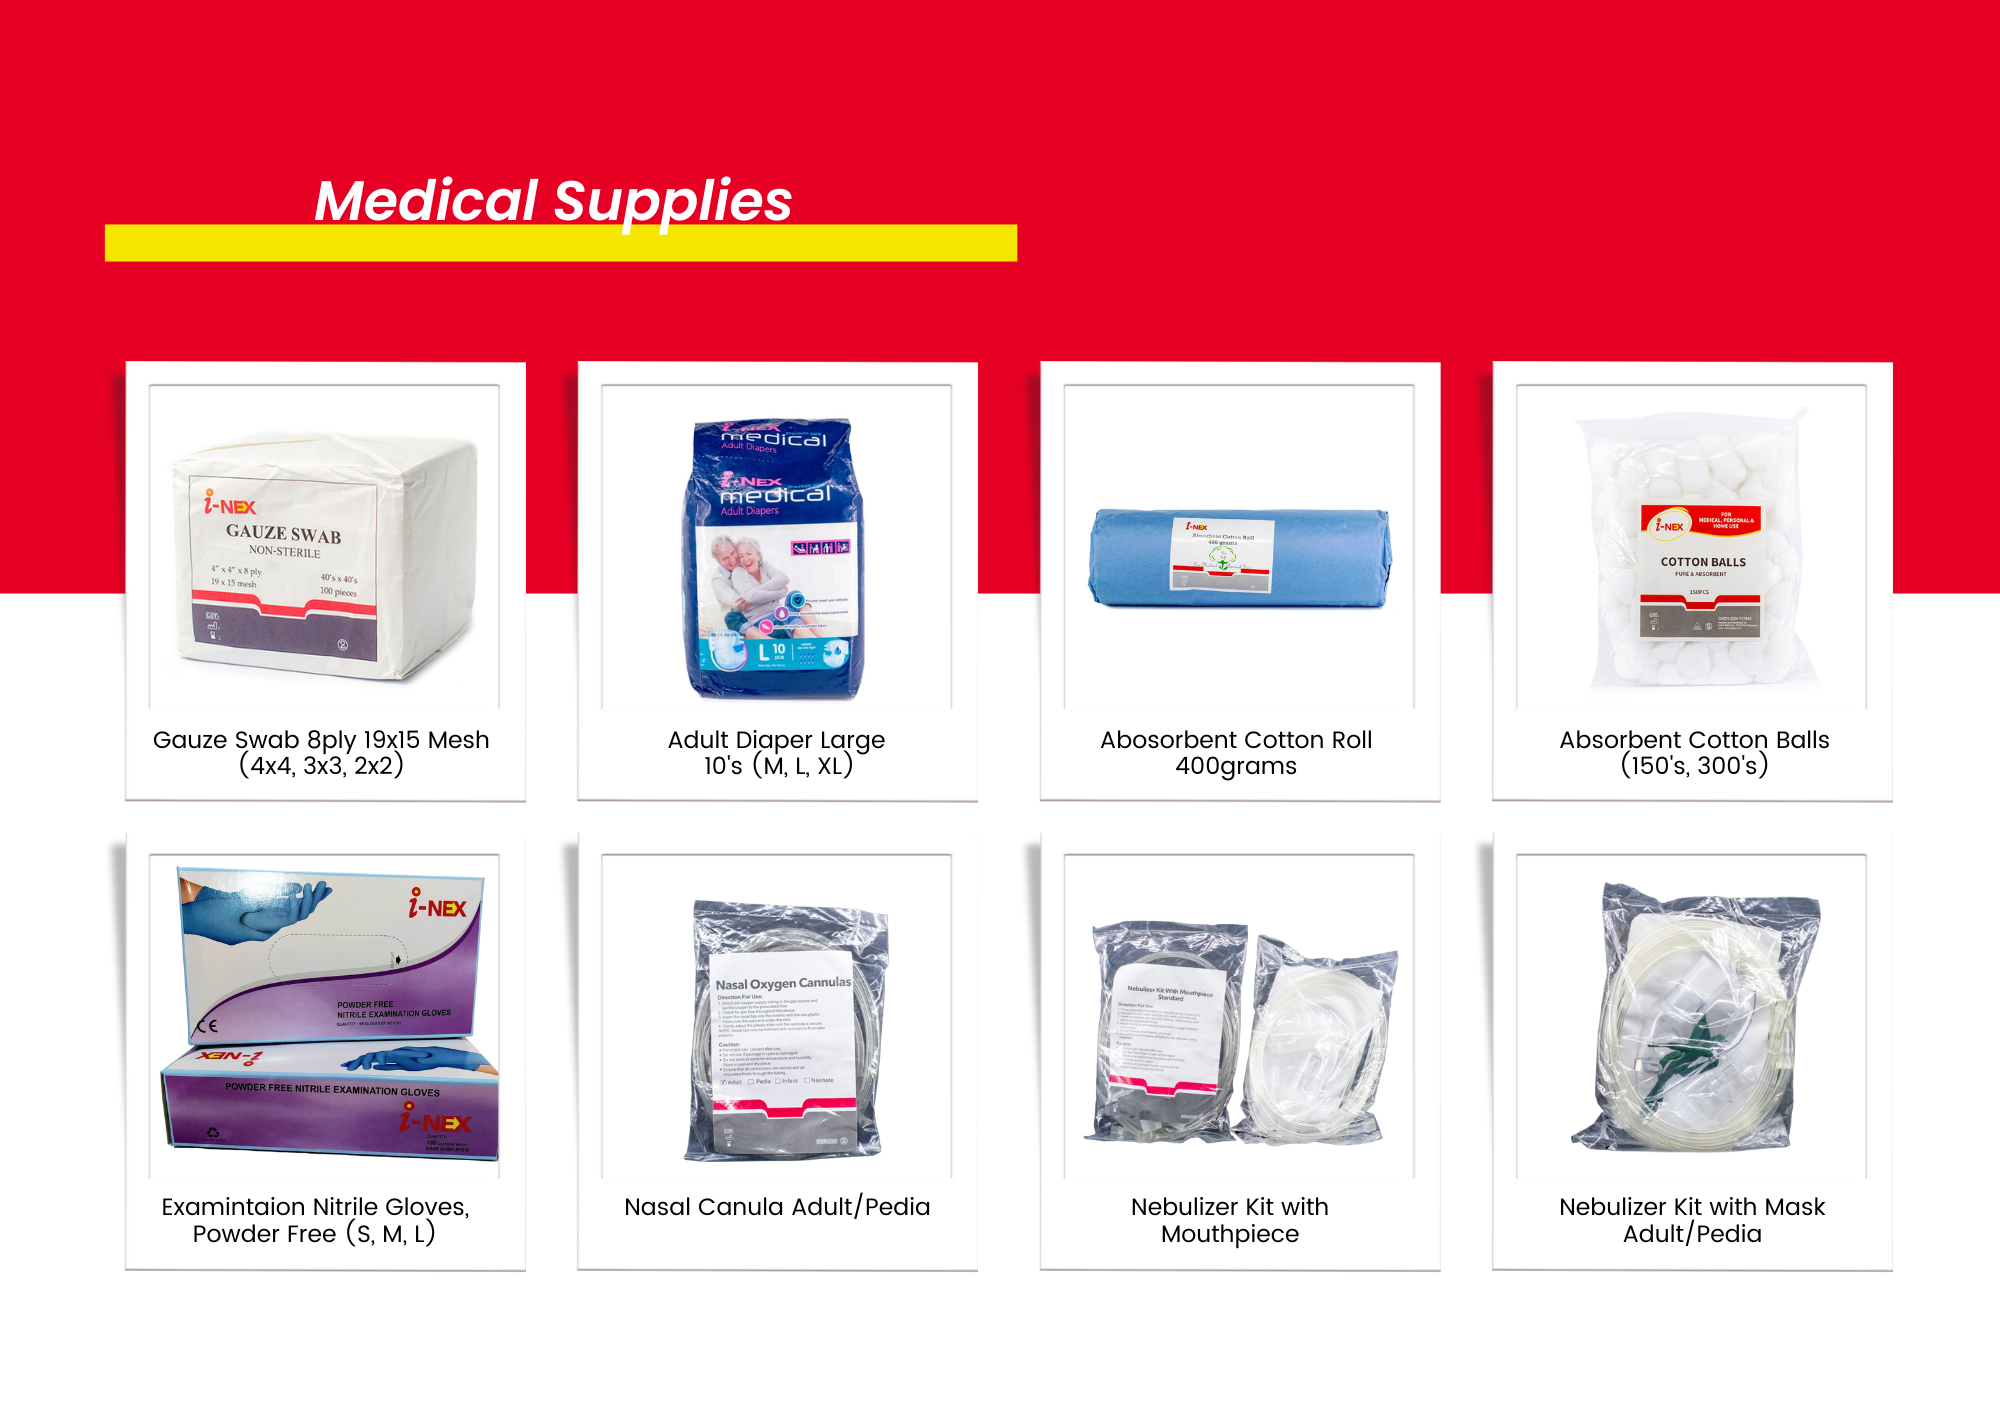 Medical Supplies
i-NEX
GAUZE SWAB
NON-STERILE
4" x 4" x 8 ply
19 x 15 mesh
40's x 40's
100 pieces
LOT
Gauze Swab 8ply 19x15 Mesh
(4x4, 3x3, 2x2)
i-NEX
medical
Adult Diapers
i-NEX
medical
Adult Diapers
L 10
pcs
Adult Diaper Large
10's (M, L, XL)
i-NEX
Absorbent Cotton Roll
400 grams
Abosorbent Cotton Roll
400grams
i-NEX
FOR
MEDICAL, PERSONAL &
HOME USE
COTTON BALLS
PURE & ABSORBENT
150PCS
Absorbent Cotton Balls
(150's, 300's)
i-NEX
POWDER FREE
NITRILE EXAMINATION GLOVES
CE
i-NEX
POWDER FREE NITRILE EXAMINATION GLOVES
i-NEX
MADE IN MALAYSIA
Examintaion Nitrile Gloves,
Powder Free (S, M, L)
Nasal Oxygen Cannulas
Direction For Use:
Caution:
Adult Pedia Infant Neonate
Nasal Canula Adult/Pedia
Nebulizer Kit With Mouthpiece
Standard
Direction For Use:
Nebulizer Kit with
Mouthpiece
Nebulizer Kit with Mask
Adult/Pedia